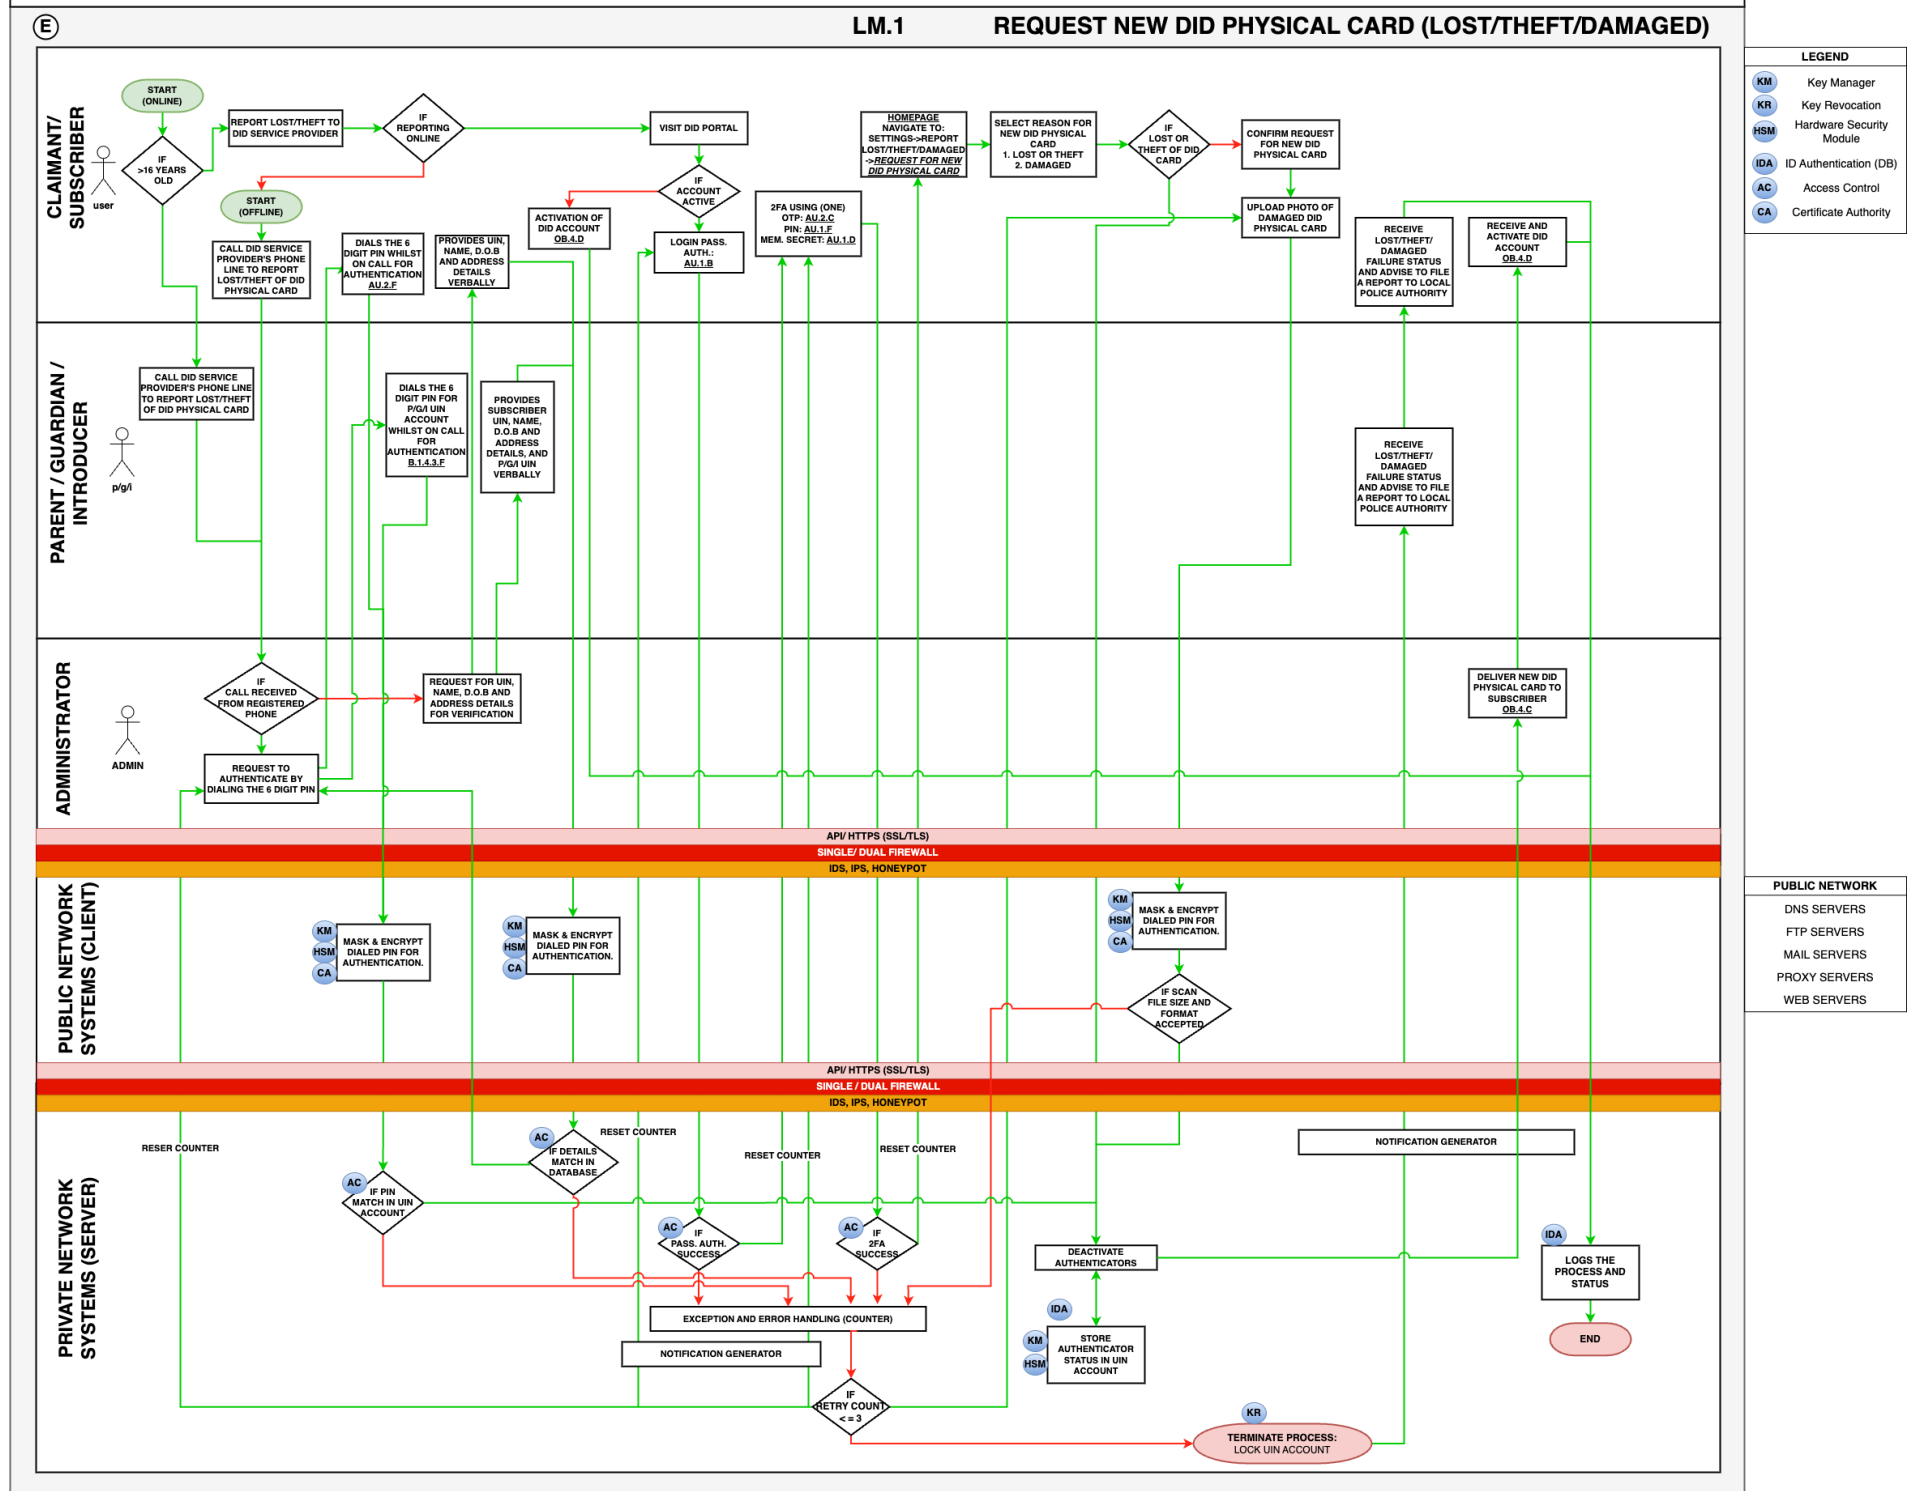 E
LM.1
REQUEST NEW DID PHYSICAL CARD (LOST/THEFT/DAMAGED)
LEGEND
KM
Key Manager
KR
Key Revocation
HSM
Hardware Security
Module
IDA
ID Authentication (DB)
AC
Access Control
CA
Certificate Authority
CLAIMANT/
SUBSCRIBER
user
START
(ONLINE)
IF
>16 YEARS
OLD
REPORT LOST/THEFT TO
DID SERVICE PROVIDER
IF
REPORTING
ONLINE
START
(OFFLINE)
CALL DID SERVICE
PROVIDER'S PHONE
LINE TO REPORT
LOST/THEFT OF DID
PHYSICAL CARD
DIALS THE 6
DIGIT PIN WHILST
ON CALL FOR
AUTHENTICATION
AU.2.F
PROVIDES UIN,
NAME, D.O.B
AND ADDRESS
DETAILS
VERBALLY
ACTIVATION OF
DID ACCOUNT
OB.4.D
VISIT DID PORTAL
IF
ACCOUNT
ACTIVE
LOGIN PASS.
AUTH.:
AU.1.B
2FA USING (ONE)
OTP: AU.2.C
PIN: AU.1.F
MEM. SECRET: AU.1.D
HOMEPAGE
NAVIGATE TO:
SETTINGS->REPORT
LOST/THEFT/DAMAGED
->REQUEST FOR NEW
DID PHYSICAL CARD
SELECT REASON FOR
NEW DID PHYSICAL
CARD
1. LOST OR THEFT
2. DAMAGED
IF
LOST OR
THEFT OF DID
CARD
CONFIRM REQUEST
FOR NEW DID
PHYSICAL CARD
UPLOAD PHOTO OF
DAMAGED DID
PHYSICAL CARD
RECEIVE
LOST/THEFT/
DAMAGED
FAILURE STATUS
AND ADVISE TO FILE
A REPORT TO LOCAL
POLICE AUTHORITY
RECEIVE AND
ACTIVATE DID
ACCOUNT
OB.4.D
PARENT / GUARDIAN /
INTRODUCER
p/g/i
CALL DID SERVICE
PROVIDER'S PHONE LINE
TO REPORT LOST/THEFT
OF DID PHYSICAL CARD
DIALS THE 6
DIGIT PIN FOR
P/G/I UIN
ACCOUNT
WHILST ON CALL
FOR
AUTHENTICATION
B.1.4.3.F
PROVIDES
SUBSCRIBER
UIN, NAME,
D.O.B AND
ADDRESS
DETAILS, AND
P/G/I UIN
VERBALLY
RECEIVE
LOST/THEFT/
DAMAGED
FAILURE STATUS
AND ADVISE TO FILE
A REPORT TO LOCAL
POLICE AUTHORITY
ADMINISTRATOR
ADMIN
IF
CALL RECEIVED
FROM REGISTERED
PHONE
REQUEST FOR UIN,
NAME, D.O.B AND
ADDRESS DETAILS
FOR VERIFICATION
REQUEST TO
AUTHENTICATE BY
DIALING THE 6 DIGIT PIN
DELIVER NEW DID
PHYSICAL CARD TO
SUBSCRIBER
OB.4.C
API/ HTTPS (SSL/TLS)
SINGLE/ DUAL FIREWALL
IDS, IPS, HONEYPOT
PUBLIC NETWORK
SYSTEMS (CLIENT)
KM
HSM
CA
MASK & ENCRYPT
DIALED PIN FOR
AUTHENTICATION.
KM
HSM
CA
MASK & ENCRYPT
DIALED PIN FOR
AUTHENTICATION.
KM
HSM
CA
MASK & ENCRYPT
DIALED PIN FOR
AUTHENTICATION.
IF SCAN
FILE SIZE AND
FORMAT
ACCEPTED
PUBLIC NETWORK
DNS SERVERS
FTP SERVERS
MAIL SERVERS
PROXY SERVERS
WEB SERVERS
API/ HTTPS (SSL/TLS)
SINGLE / DUAL FIREWALL
IDS, IPS, HONEYPOT
PRIVATE NETWORK
SYSTEMS (SERVER)
RESER COUNTER
AC
IF PIN
MATCH IN UIN
ACCOUNT
AC
IF DETAILS
MATCH IN
DATABASE
RESET COUNTER
AC
IF
PASS. AUTH.
SUCCESS
RESET COUNTER
AC
IF
2FA
SUCCESS
RESET COUNTER
NOTIFICATION GENERATOR
DEACTIVATE
AUTHENTICATORS
IDA
LOGS THE
PROCESS AND
STATUS
EXCEPTION AND ERROR HANDLING (COUNTER)
NOTIFICATION GENERATOR
IDA
KM
HSM
STORE
AUTHENTICATOR
STATUS IN UIN
ACCOUNT
END
IF
RETRY COUNT
< = 3
KR
TERMINATE PROCESS:
LOCK UIN ACCOUNT